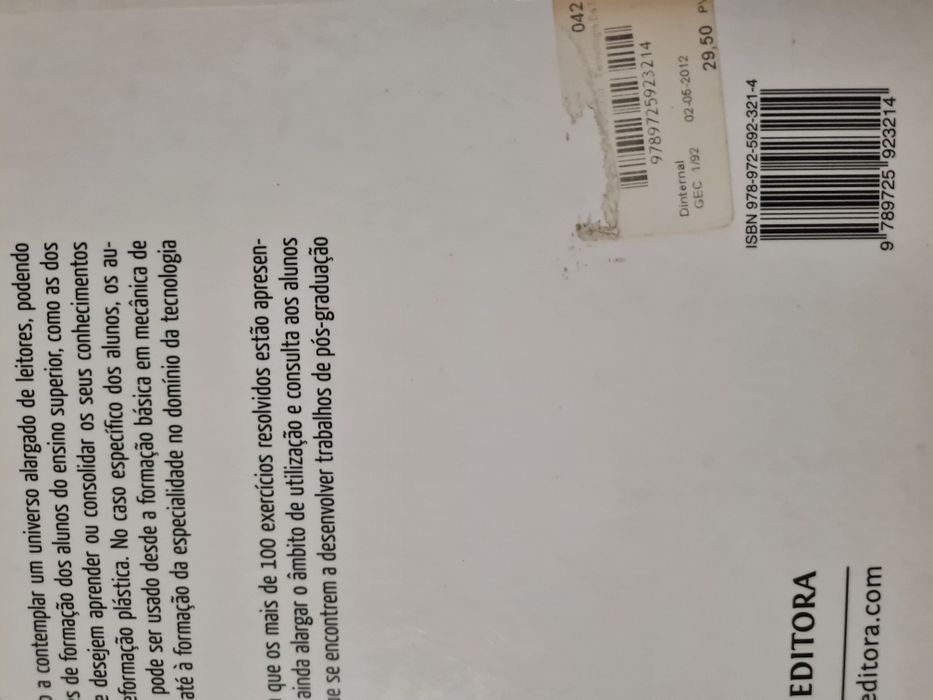 a contemplar um universo alargado de leitores, podendo
de formação dos alunos do ensino superior, como as dos
desejem aprender ou consolidar os seus conhecimentos
eformação plástica. No caso específico dos alunos, os au-
pode ser usado desde a formação básica em mecânica de
até à formação da especialidade no domínio da tecnologia
que os mais de 100 exercícios resolvidos estão apresen-
ainda alargar o âmbito de utilização e consulta aos alunos
se encontrem a desenvolver trabalhos de pós-graduação
042
9789725923214
Dinternal
GEC 1/92 02-06-2012
29,50 PV
ISBN 978-972-592-321-4
9 789725 923214
EDITORA
editora.com